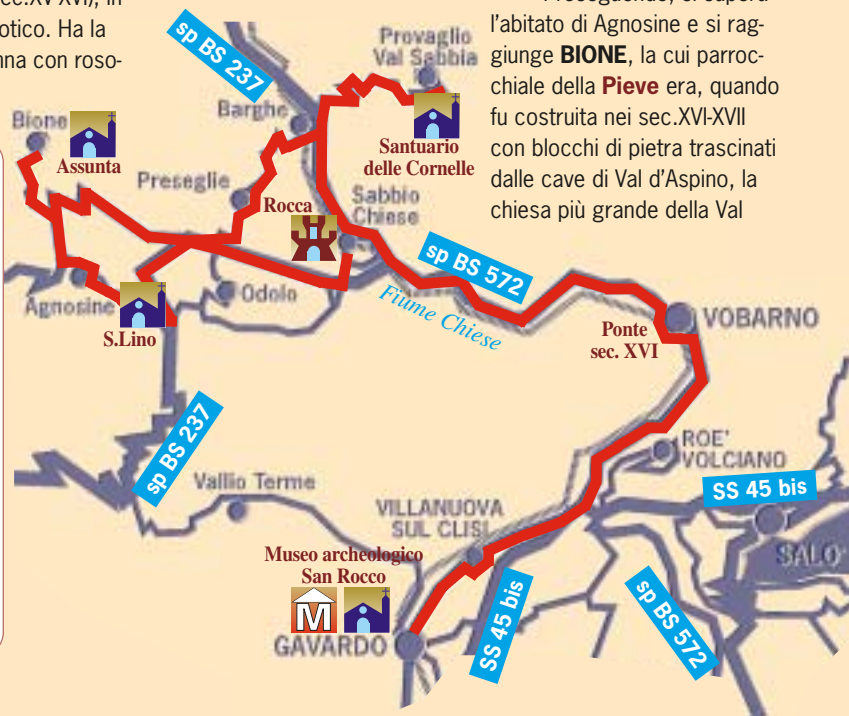 sec.XV-XVI), in
otico. Ha la
nna con roso-
l'abitato di Agnosine e si rag-
giunge BIONE, la cui parroc-
chiale della Pieve era, quando
fu costruita nei sec.XVI-XVII
con blocchi di pietra trascinati
dalle cave di Val d'Aspino, la
chiesa più grande della Val
sp BS 237
Provaglio
Val Sabbia
Barghe
Santuario
delle Cornelle
Bione
Assunta
Preseglie
Rocca
Sabbio
Chiese
sp BS 572
Fiume Chiese
Agnosine
S.Lino
Odolo
Ponte
sec. XVI
VOBARNO
sp BS 237
Vallio Terme
ROE'
VOLCIANO
SS 45 bis
SALO'
VILLANUOVA
SUL CLISI
Museo archeologico
San Rocco
M
GAVARDO
SS 45 bis
sp BS 572